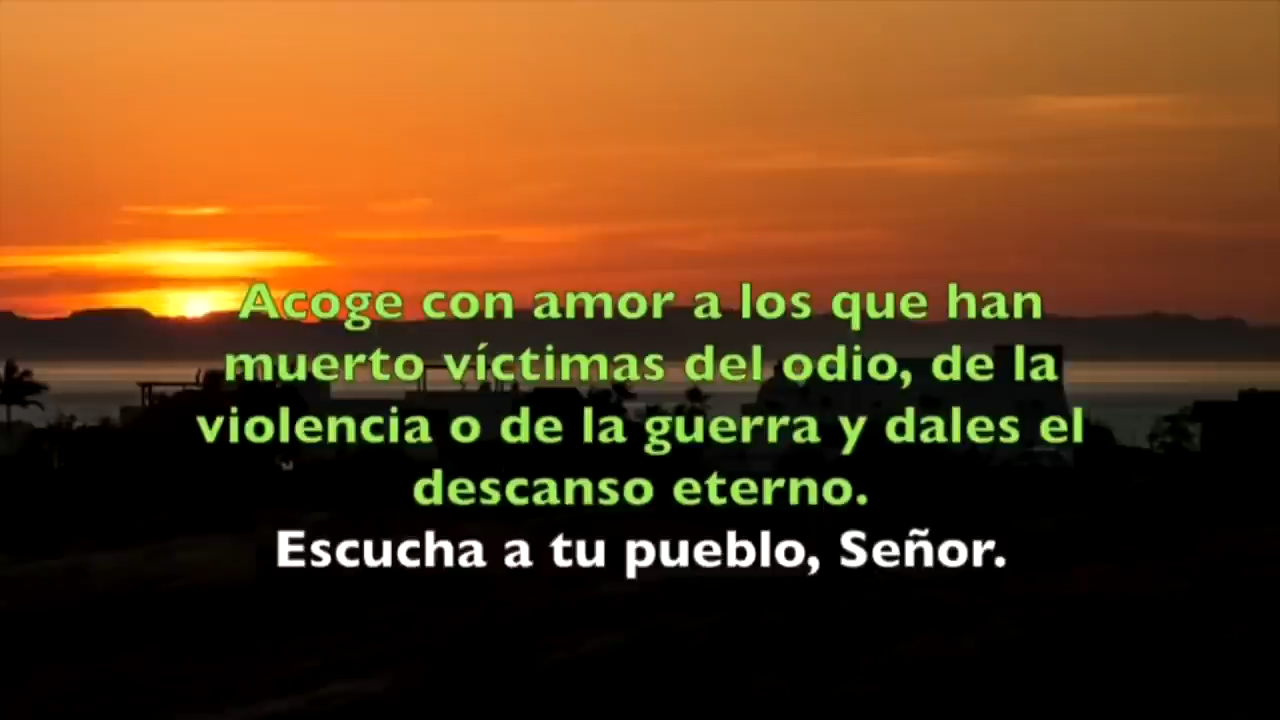 Acoge con amor a los que han
muerto víctimas del odio, de la
violencia o de la guerra y dales el
descanso eterno.
Escucha a tu pueblo, Señor.